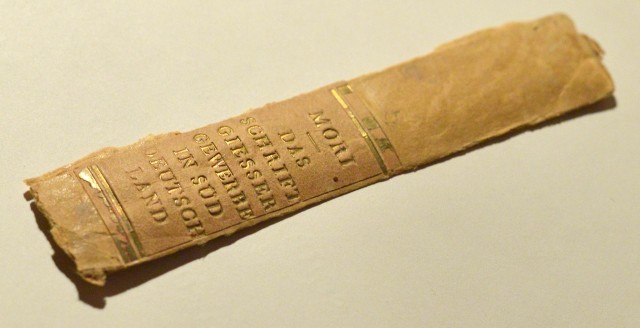 MORI
DAS
SCHRIFT
GIESSER
GEWERBE
IN SÜD
DEUTSCH
LAND